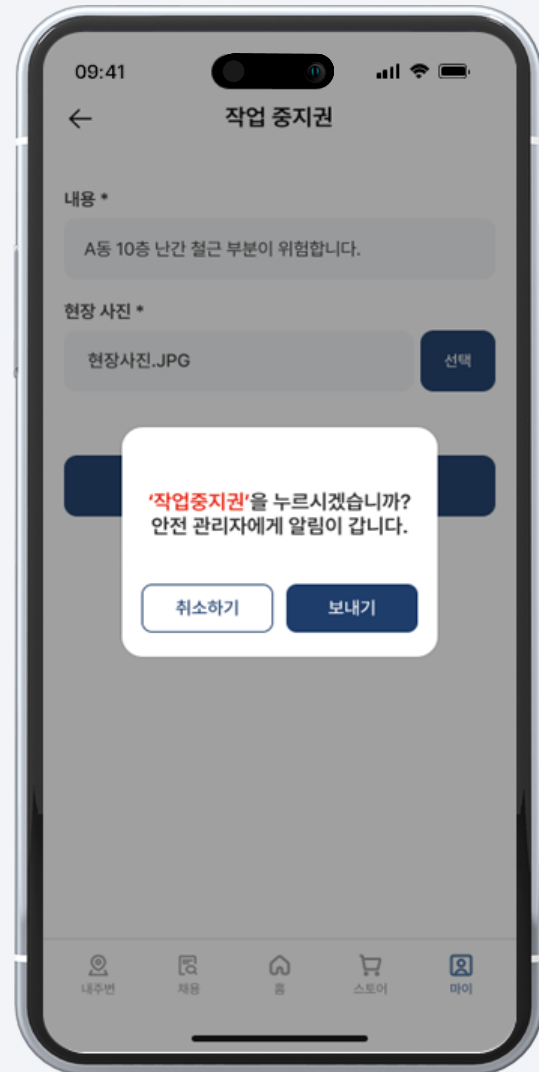 09:41
작업 중지권
내용 *
A동 10층 난간 철근 부분이 위험합니다.
현장 사진 *
현장사진.JPG
선택
‘작업중지권’을 누르시겠습니까?
안전 관리자에게 알림이 갑니다.
취소하기
보내기
내주변
채용
홈
스토어
마이